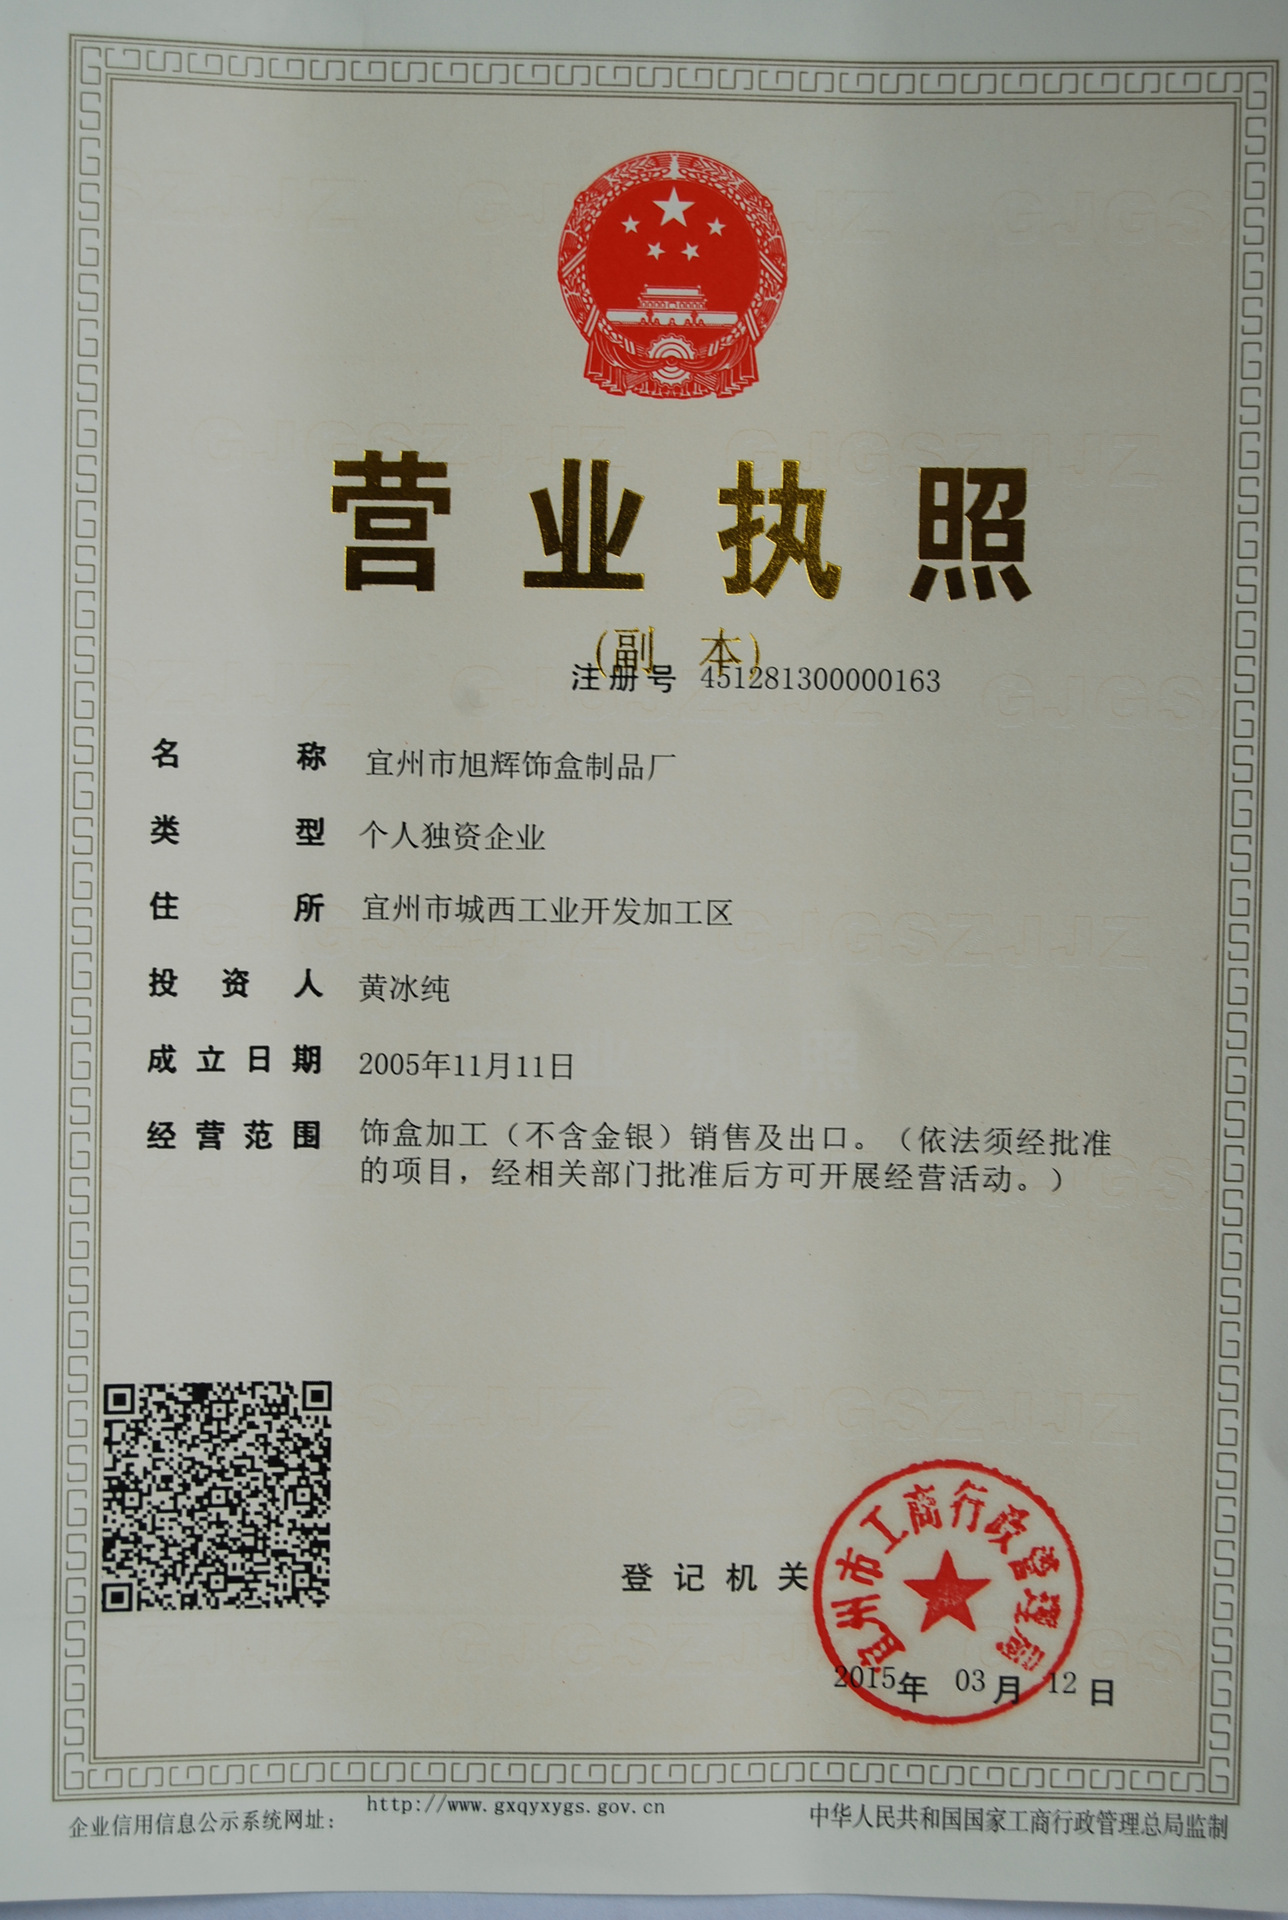 营业执照
(副 本)
注册号 451281300000163
名称 宜州市旭辉饰盒制品厂
类型 个人独资企业
住所 宜州市城西工业开发加工区
投资人 黄冰纯
成立日期 2005年11月11日
经营范围 饰盒加工（不含金银）销售及出口。（依法须经批准
的项目，经相关部门批准后方可开展经营活动。）
登记机关
宜州市工商行政管理局
2015年 03月 12日
企业信用信息公示系统网址： http://www.gxqyxygs.gov.cn
中华人民共和国国家工商行政管理总局监制